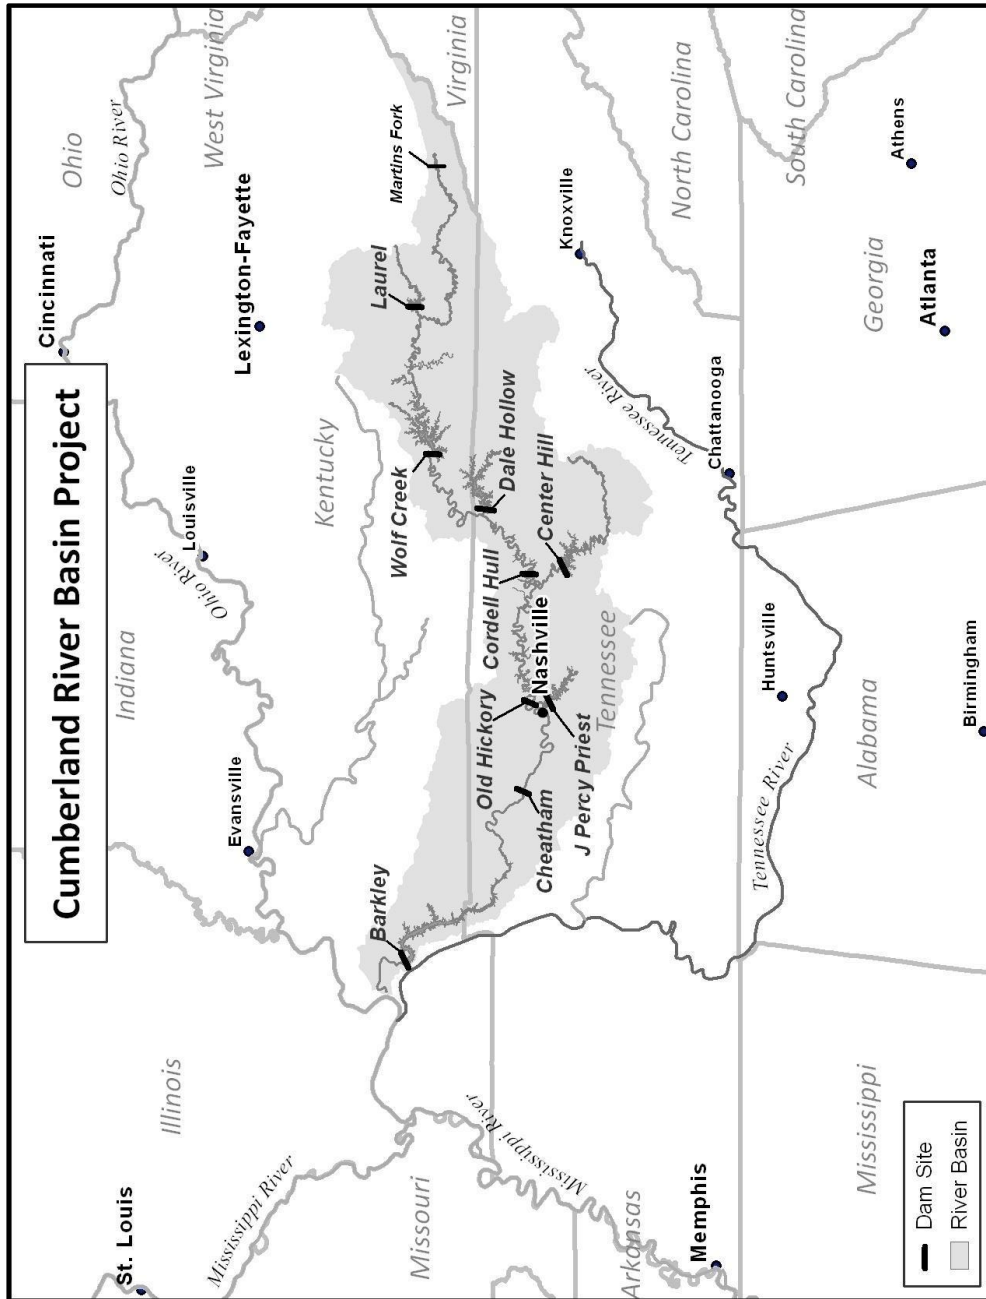 Cumberland River Basin Project
St. Louis
Illinois
Mississippi River
Missouri
Mississippi River
Arkansas
Memphis
Mississippi
Evansville
Indiana
Louisville
Ohio River
Cincinnati
Ohio
Ohio River
West Virginia
Lexington-Fayette
Kentucky
Virginia
Martins Fork
Laurel
Wolf Creek
Dale Hollow
Center Hill
Cordell Hull
Nashville
Old Hickory
J Percy Priest
Cheatham
Barkley
Tennessee
Knoxville
Tennessee River
Chattanooga
North Carolina
South Carolina
Athens
Georgia
Atlanta
Huntsville
Tennessee River
Alabama
Birmingham
Dam Site
River Basin